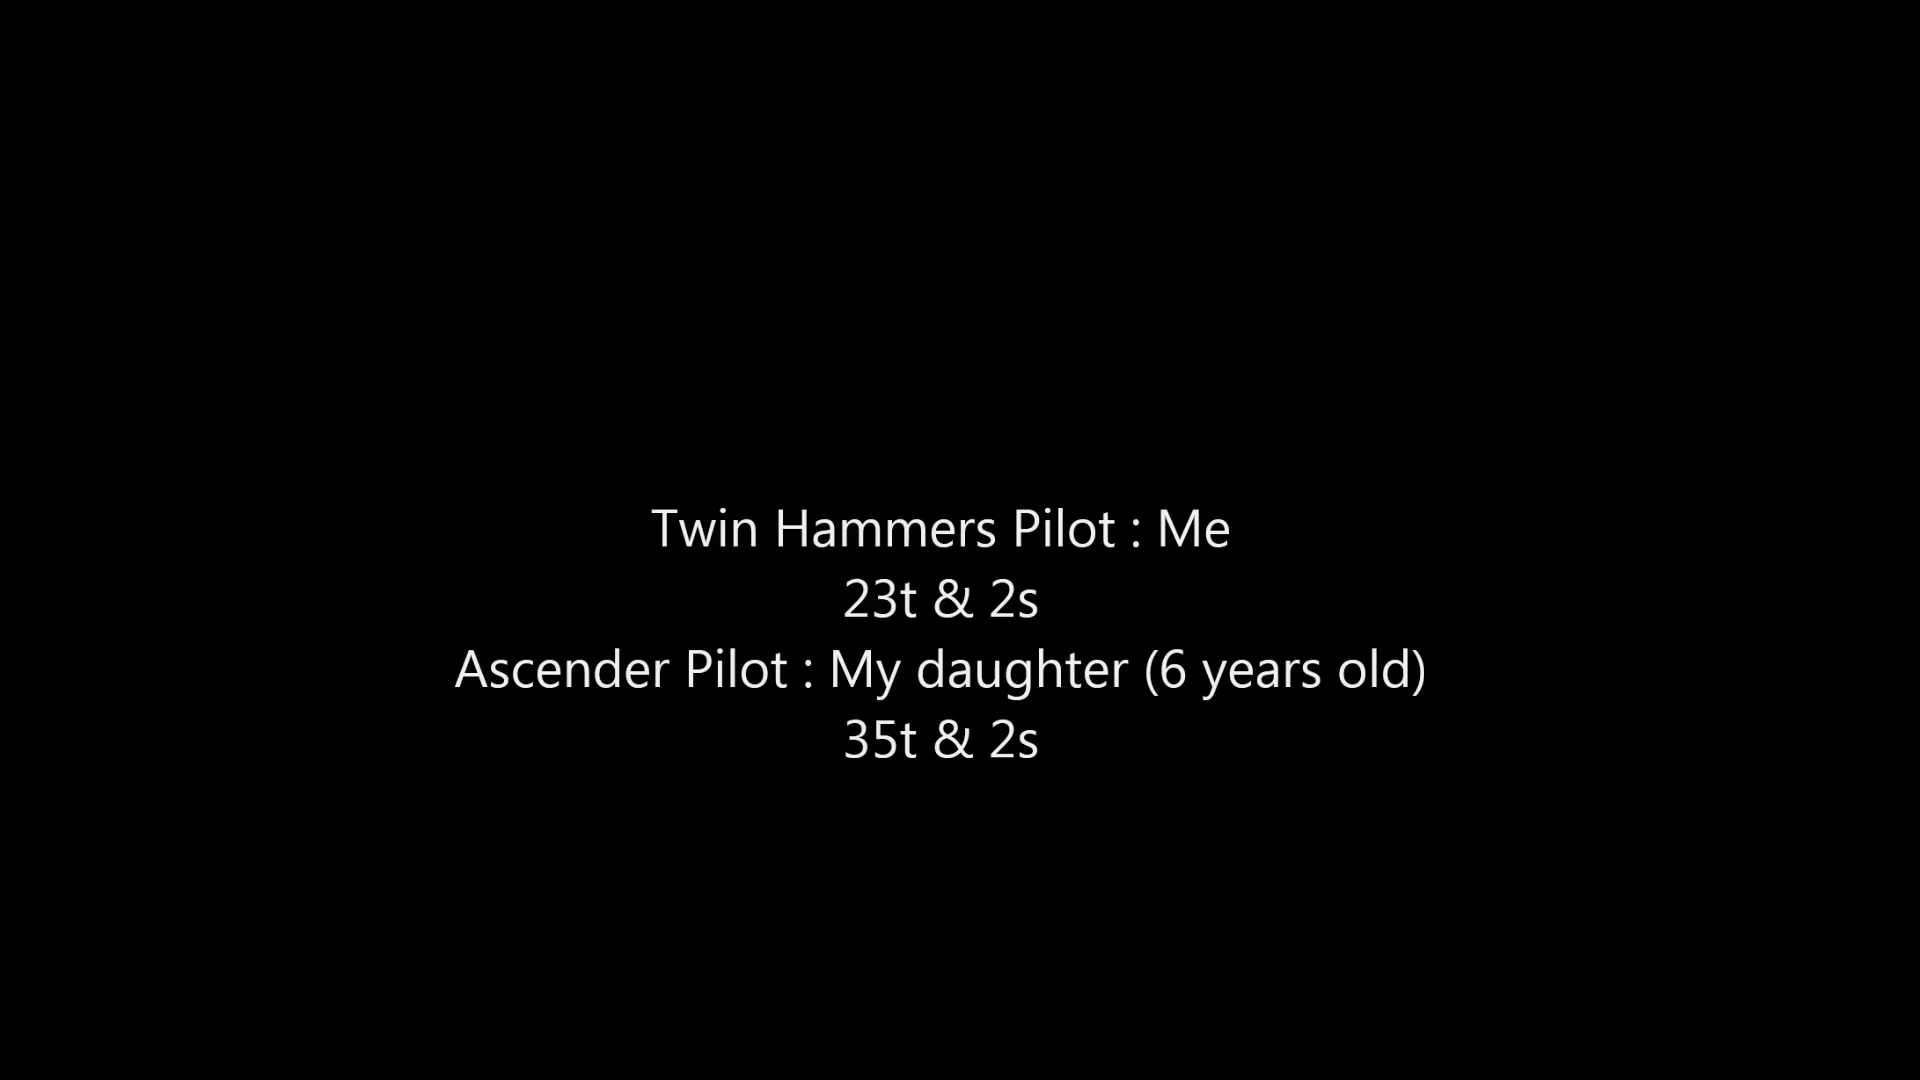 Twin Hammers Pilot : Me
23t & 2s
Ascender Pilot : My daughter (6 years old)
35t & 2s